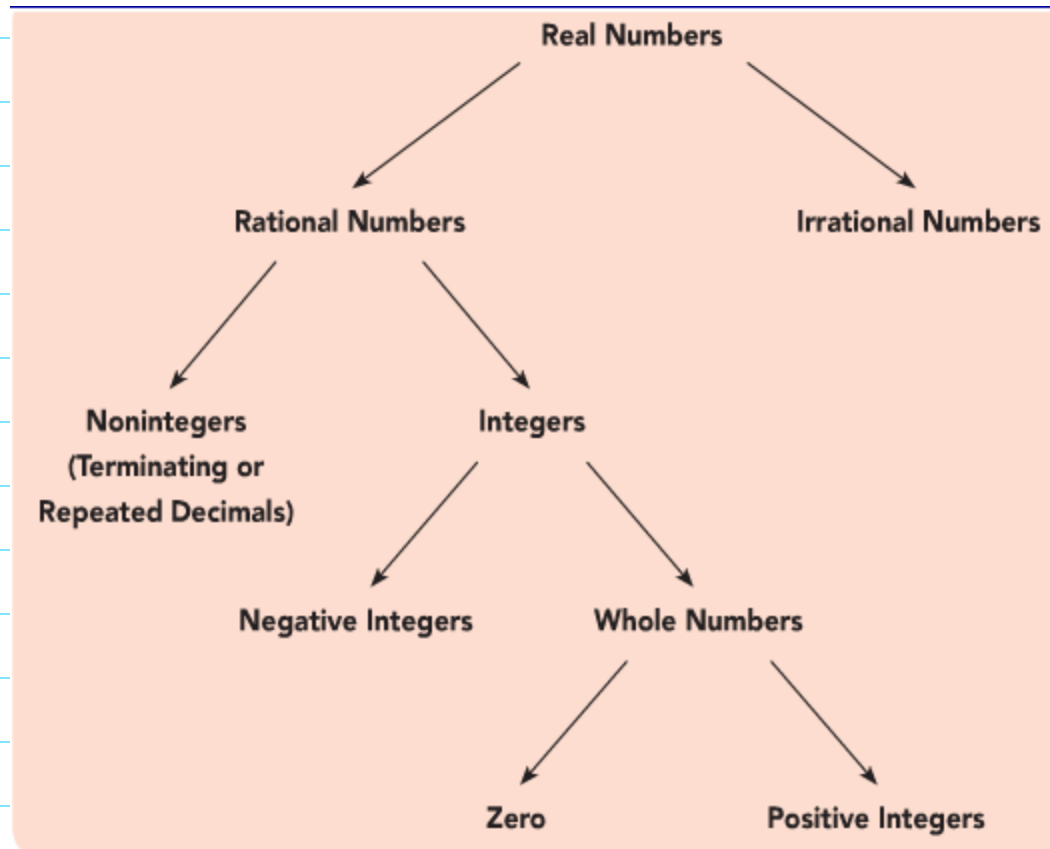 Real Numbers
Rational Numbers
Irrational Numbers
Nonintegers
(Terminating or
Repeated Decimals)
Integers
Negative Integers
Whole Numbers
Zero
Positive Integers